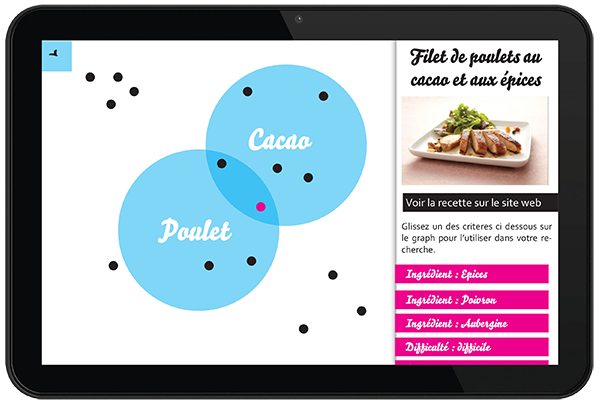 Cacao
Poulet
Filet de poulets au
cacao et aux épices
Voir la recette sur le site web
Glissez un des criteres ci dessous sur
le graph pour l'utiliser dans votre re-
cherche.
Ingrédient : Epices
Ingrédient : Poivron
Ingrédient : Aubergine
Difficulté : difficile